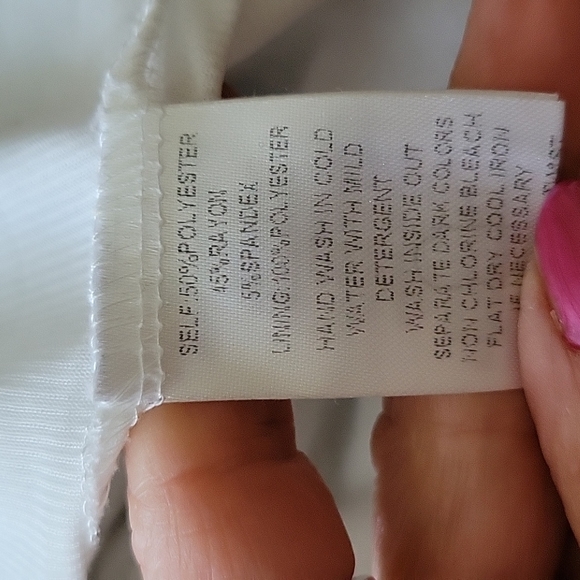 SELF:50%POLYESTER
45%RAYON
5%SPANDEX
LINING:100%POLYESTER
HAND WASH IN COLD
WATER WITH MILD
DETERGENT
WASH INSIDE OUT
SEPARATE DARK COLORS
NON CHLORINE BLEACH
FLAT DRY COOL IRON
IF NECESSARY